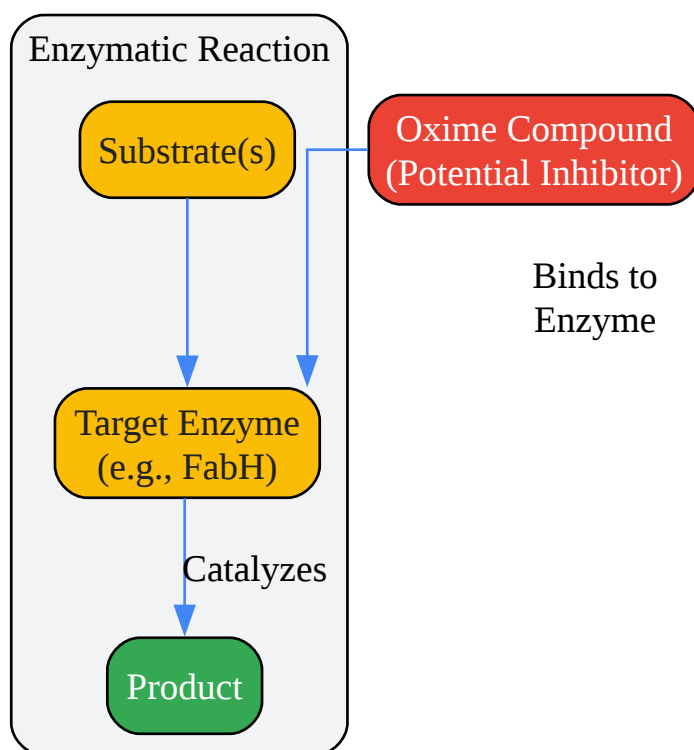 Enzymatic Reaction
Substrate(s)
Oxime Compound
(Potential Inhibitor)
Binds to
Enzyme
Target Enzyme
(e.g., FabH)
Catalyzes
Product